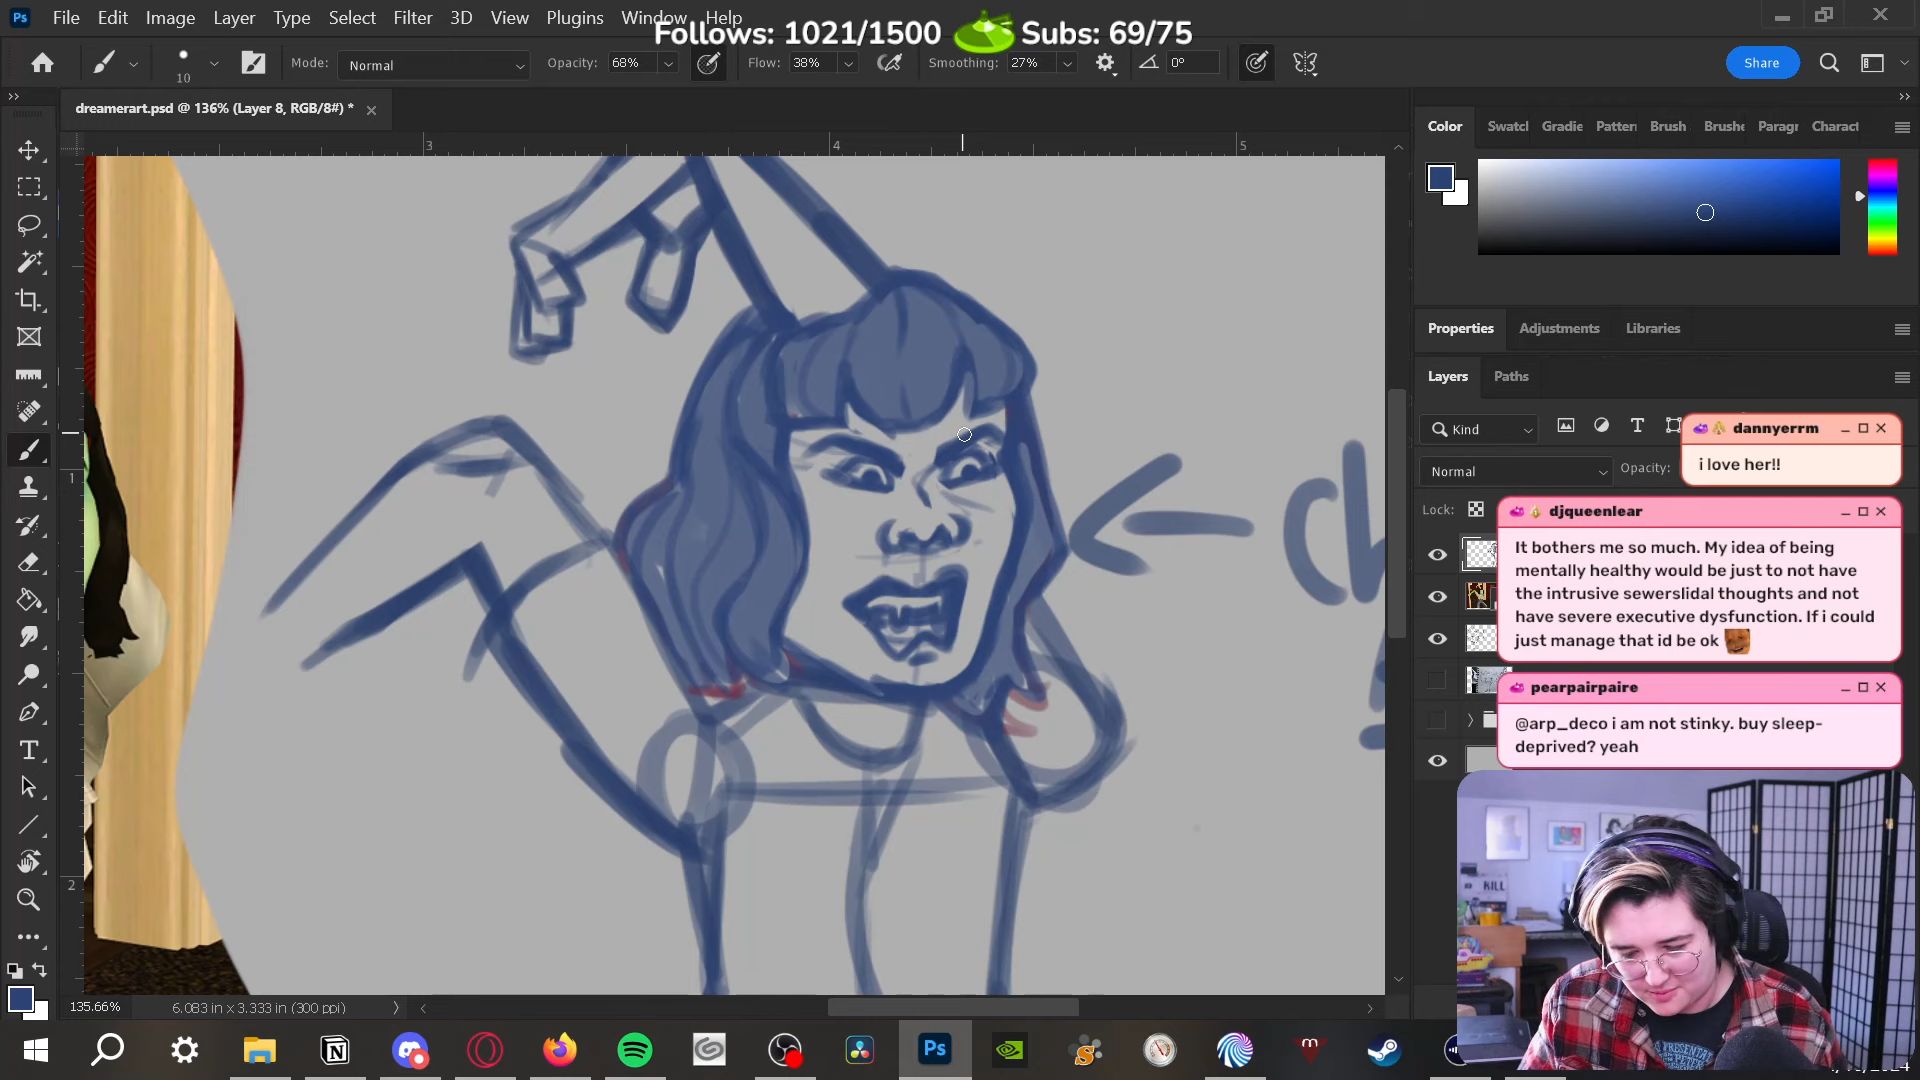 File Edit Image Layer Type Select Filter 3D View Plugins Window Help
Follows: 1021/1500 Subs: 69/75
10 Mode: Normal Opacity: 68% Flow: 38% Smoothing: 27% 0° Share
dreamerart.psd @ 136% (Layer 8, RGB/8#) *
Color Swatcl Gradie Patterr Brush Brushe Paragr Charact
3 4 5
1
2
Properties Adjustments Libraries
Layers Paths
Kind
Normal Opacity:
Lock:
dannyerrm
i love her!!
djqueenlear
It bothers me so much. My idea of being
mentally healthy would be just to not have
the intrusive sewerslidal thoughts and not
have severe executive dysfunction. If i could
just manage that id be ok
pearpairpaire
@arp_deco i am not stinky. buy sleep-
deprived? yeah
KILL
135.66% 6.083 in x 3.333 in (300 ppi)